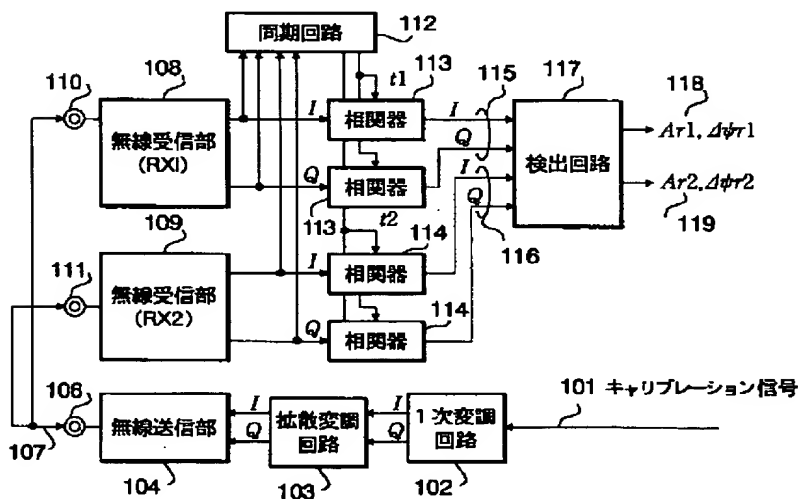 同期回路
112
108
113
110
t1
115
117
118
無線受信部
(RX1)
I
相関器
I
Q
検出回路
Ar1, Δψr1
Q
相関器
I
Ar2, Δψr2
109
113
t2
Q
119
114
116
111
無線受信部
(RX2)
I
相関器
114
Q
相関器
106
101 キャリブレーション信号
無線送信部
I
Q
拡散変調
回路
I
Q
1次変調
回路
107
104
103
102